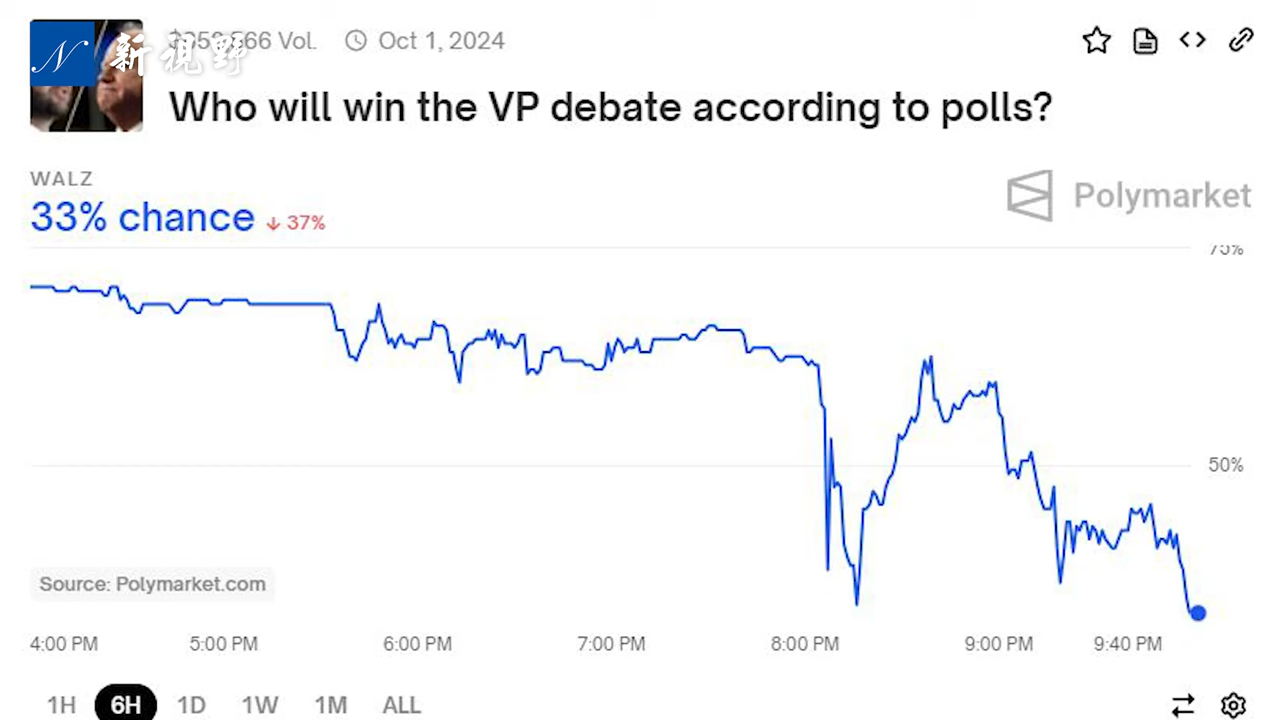 N 新視野
Vol. Oct 1, 2024
Who will win the VP debate according to polls?
WALZ
33% chance ↓ 37%
Polymarket
75%
50%
Source: Polymarket.com
4:00 PM 5:00 PM 6:00 PM 7:00 PM 8:00 PM 9:00 PM 9:40 PM
1H 6H 1D 1W 1M ALL